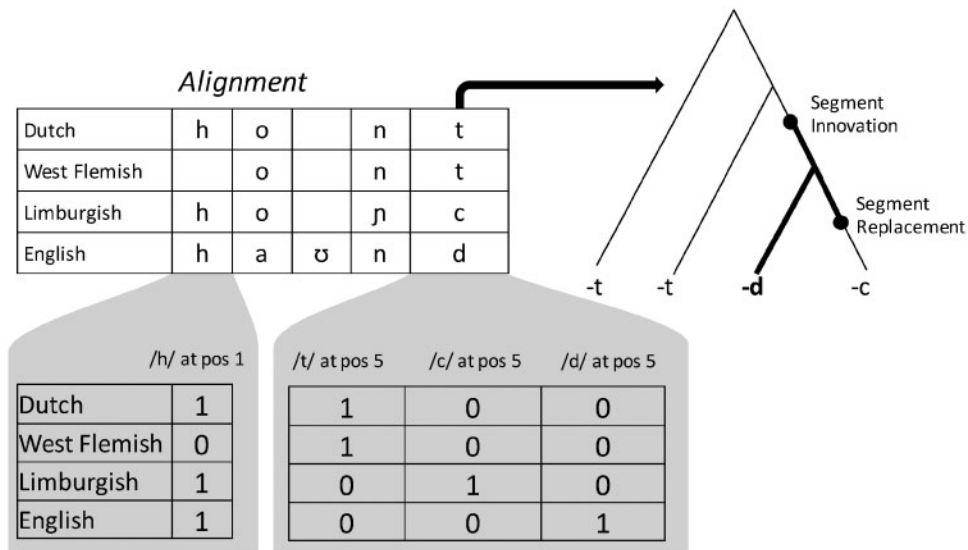 Alignment
Dutch h o n t
West Flemish o n t
Limburgish h o ɲ c
English h a ʊ n d
Segment
Innovation
Segment
Replacement
-t -t -d -c
/h/ at pos 1
Dutch 1
West Flemish 0
Limburgish 1
English 1
/t/ at pos 5 /c/ at pos 5 /d/ at pos 5
1 0 0
1 0 0
0 1 0
0 0 1